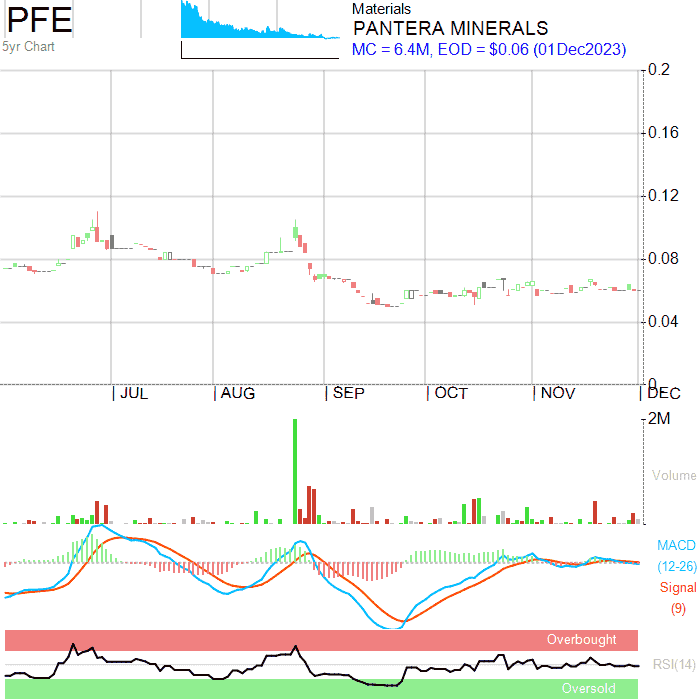 PFE
5yr Chart
Materials
PANTERA MINERALS
MC = 6.4M, EOD = $0.06 (01Dec2023)
0.2
0.16
0.12
0.08
0.04
0
JUL AUG SEP OCT NOV DEC
2M
Volume
MACD
(12-26)
Signal
(9)
Overbought
RSI(14)
Oversold